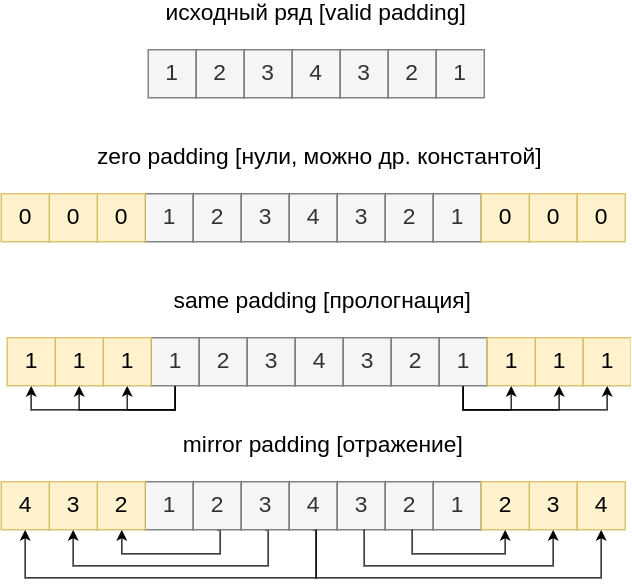 исходный ряд [valid padding]
1 2 3 4 3 2 1
zero padding [нули, можно др. константой]
0 0 0 1 2 3 4 3 2 1 0 0 0
same padding [прологнация]
1 1 1 1 2 3 4 3 2 1 1 1 1
mirror padding [отражение]
4 3 2 1 2 3 4 3 2 1 2 3 4